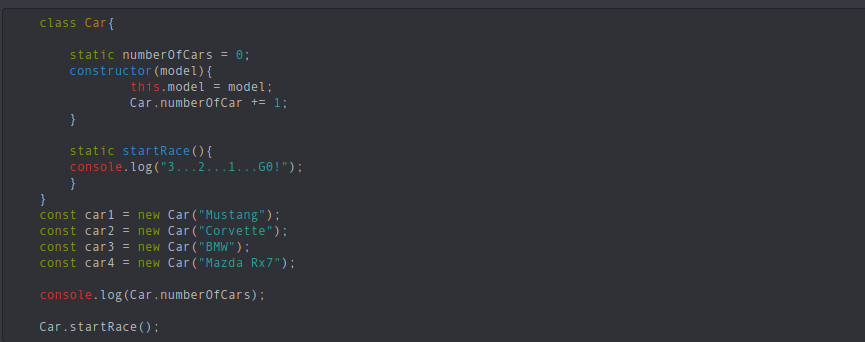 class Car{
static numberOfCars = 0;
constructor(model){
this.model = model;
Car.numberOfCar += 1;
}
static startRace(){
console.log("3...2...1...G0!");
}
}
const car1 = new Car("Mustang");
const car2 = new Car("Corvette");
const car3 = new Car("BMW");
const car4 = new Car("Mazda Rx7");
console.log(Car.numberOfCars);
Car.startRace();